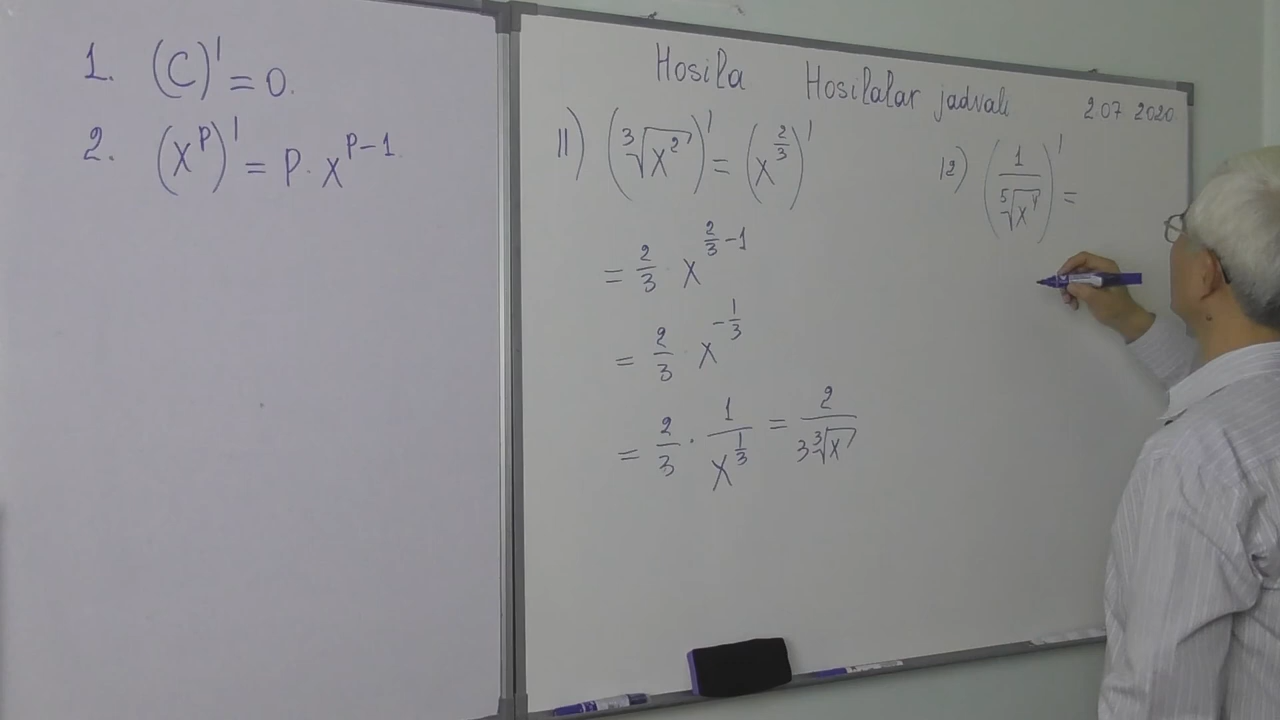 1. (C)' = 0.
2. (x^p)' = p · x^{p-1}
Hosila Hosilalar jadvali 2.07 2020
11) (∛x²)' = (x^{2/3})'
= 2/3 · x^{2/3 - 1}
= 2/3 · x^{-1/3}
= 2/3 · 1/x^{1/3} = 2/(3∛x)
12) (1/⁵√x⁴)' =